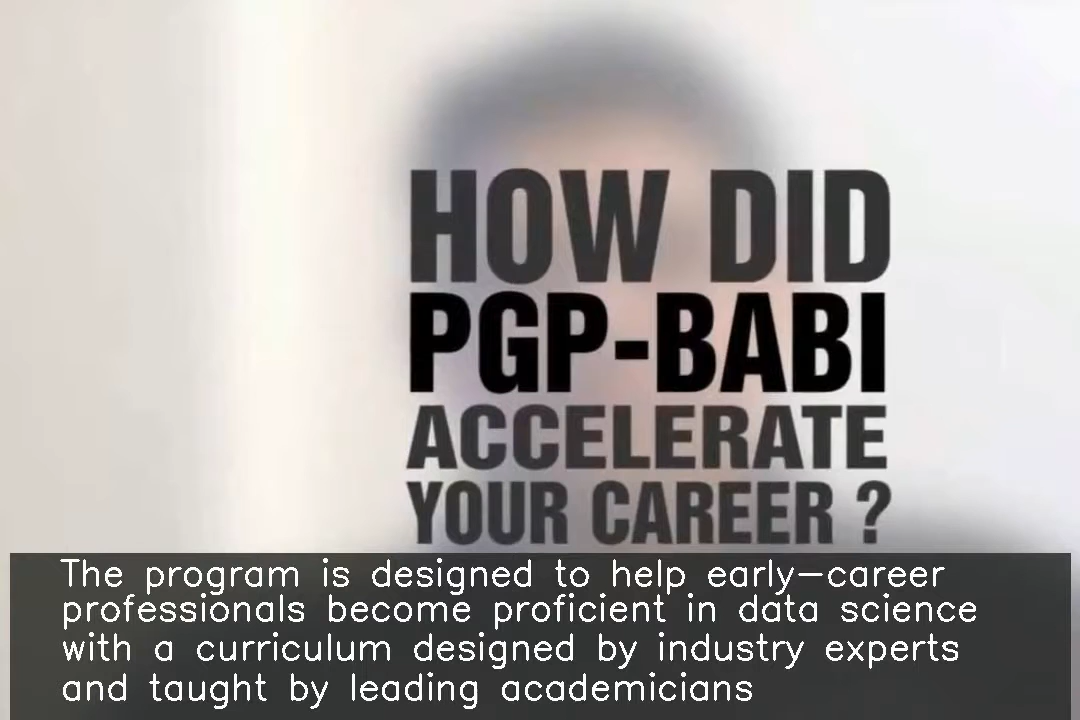 HOW DID
PGP-BABI
ACCELERATE
YOUR CAREER ?
The program is designed to help early-career
professionals become proficient in data science
with a curriculum designed by industry experts
and taught by leading academicians